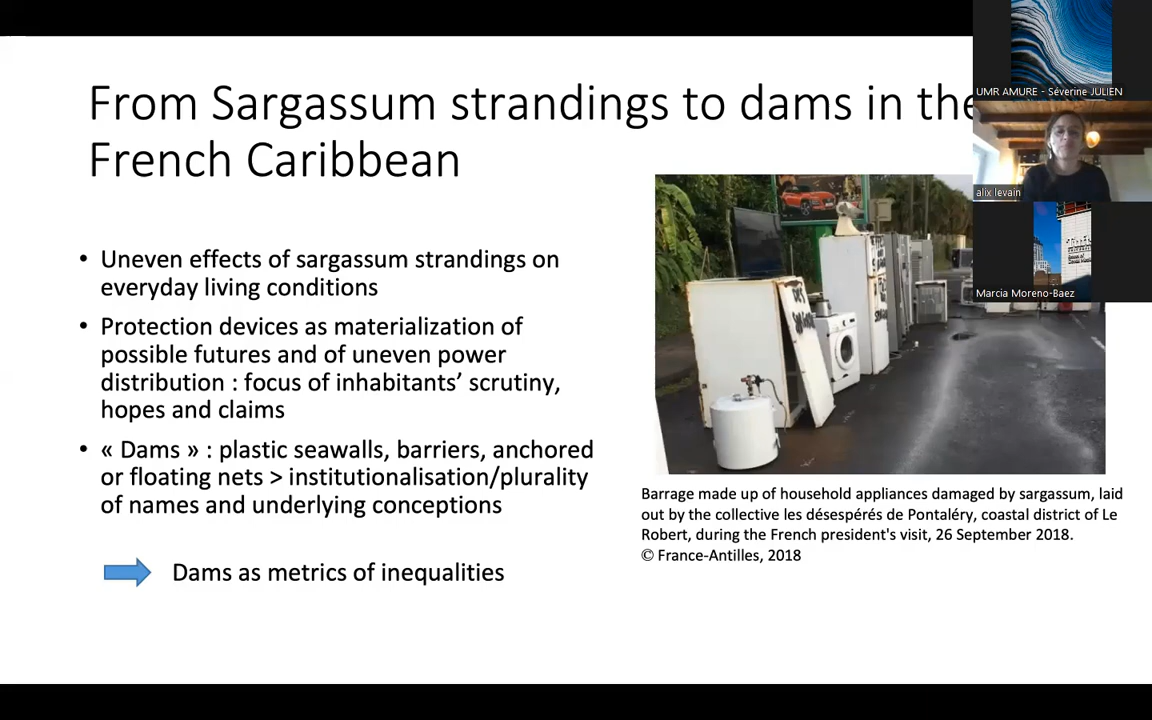 From Sargassum strandings to dams in the
French Caribbean
• Uneven effects of sargassum strandings on
everyday living conditions
• Protection devices as materialization of
possible futures and of uneven power
distribution : focus of inhabitants’ scrutiny,
hopes and claims
• « Dams » : plastic seawalls, barriers, anchored
or floating nets > institutionalisation/plurality
of names and underlying conceptions
Dams as metrics of inequalities
Barrage made up of household appliances damaged by sargassum, laid
out by the collective les désespérés de Pontaléry, coastal district of Le
Robert, during the French president's visit, 26 September 2018.
© France-Antilles, 2018
UMR AMURE - Séverine JULIEN
alix levain
Marcia Moreno-Baez